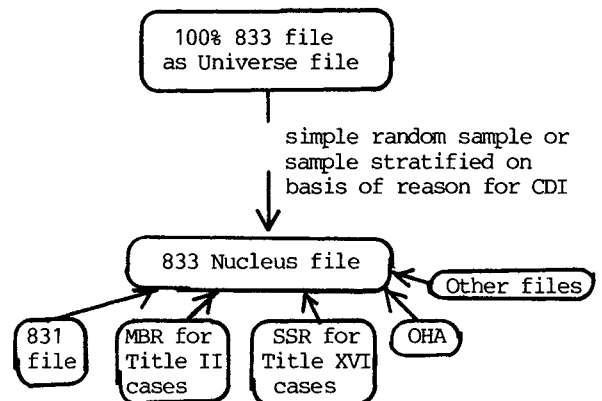 100% 833 file
as Universe file
simple random sample or
sample stratified on
basis of reason for CDI
833 Nucleus file
Other files
831
file
MBR for
Title II
cases
SSR for
Title XVI
cases
OHA